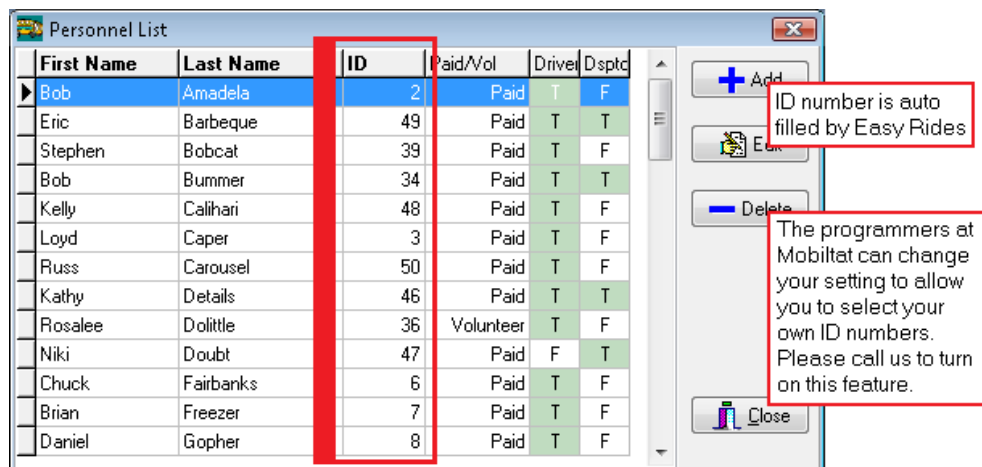 Personnel List
First Name Last Name ID Paid/Vol Driver Dsptc
Bob Amadela 2 Paid T F
Eric Barbeque 49 Paid T T
Stephen Bobcat 39 Paid T F
Bob Bummer 34 Paid T T
Kelly Calihari 48 Paid T F
Loyd Caper 3 Paid T F
Russ Carousel 50 Paid T F
Kathy Details 46 Paid T T
Rosalee Dolittle 36 Volunteer T F
Niki Doubt 47 Paid F T
Chuck Fairbanks 6 Paid T F
Brian Freezer 7 Paid T F
Daniel Gopher 8 Paid T F
Add
ID number is auto
filled by Easy Rides
Edit
Delete
The programmers at
Mobiltat can change
your setting to allow
you to select your
own ID numbers.
Please call us to turn
on this feature.
Close